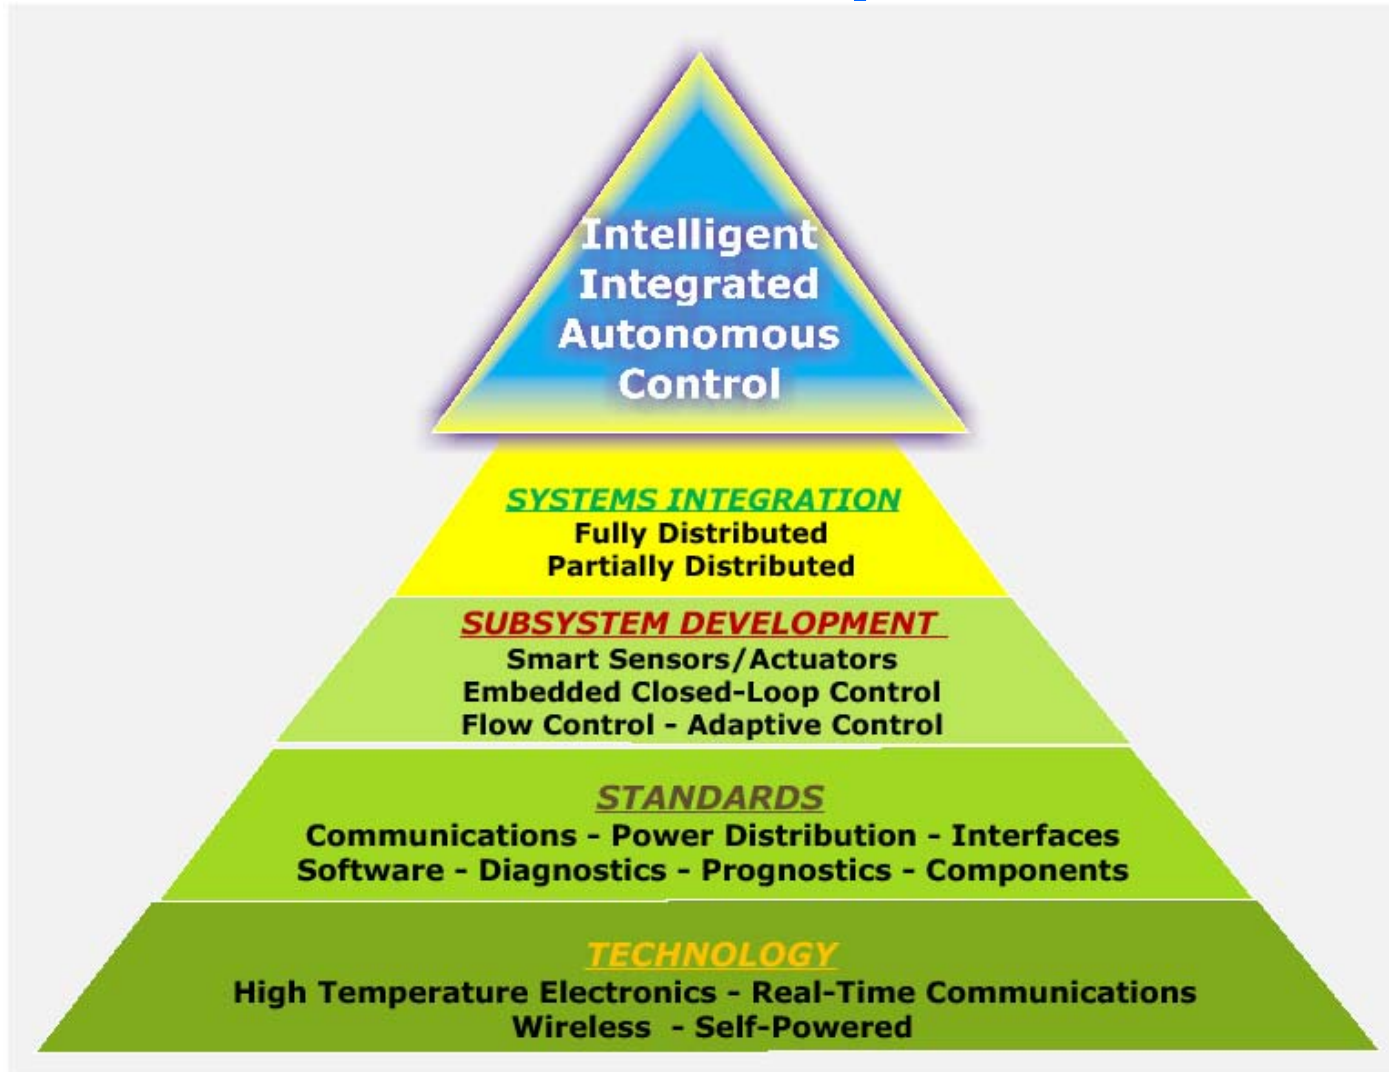 Intelligent
Integrated
Autonomous
Control
SYSTEMS INTEGRATION
Fully Distributed
Partially Distributed
SUBSYSTEM DEVELOPMENT
Smart Sensors/Actuators
Embedded Closed-Loop Control
Flow Control - Adaptive Control
STANDARDS
Communications - Power Distribution - Interfaces
Software - Diagnostics - Prognostics - Components
TECHNOLOGY
High Temperature Electronics - Real-Time Communications
Wireless - Self-Powered